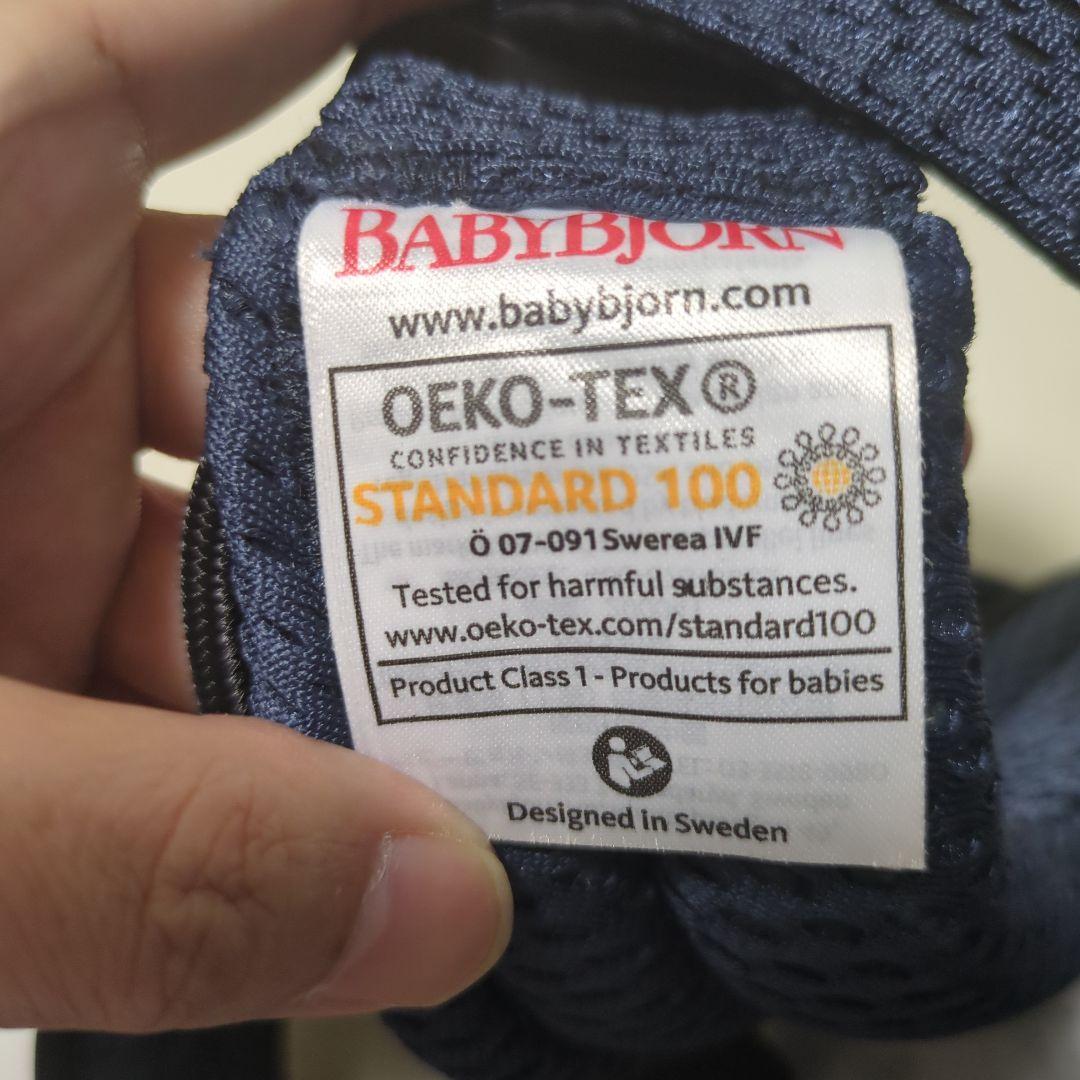 BABYBJÖRN
www.babybjorn.com
OEKO-TEX®
CONFIDENCE IN TEXTILES
STANDARD 100
Ö 07-091 Swerea IVF
Tested for harmful substances.
www.oeko-tex.com/standard100
Product Class 1 - Products for babies
Designed in Sweden